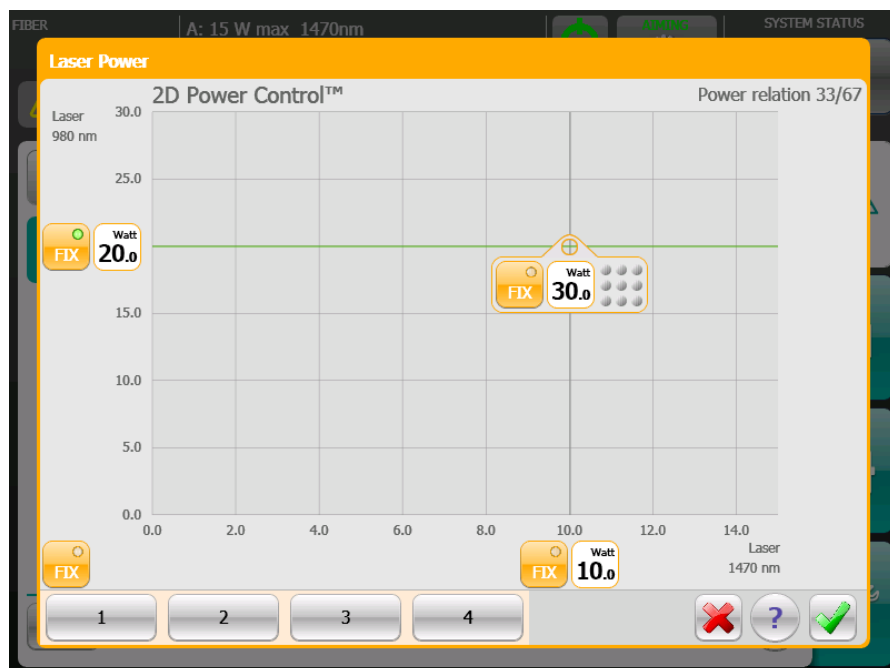 FIBER
A: 15 W max 1470nm
SYSTEM STATUS
Laser Power
2D Power Control™
Power relation 33/67
Laser
980 nm
30.0
25.0
FIX
Watt
20.0
FIX
Watt
30.0
15.0
10.0
5.0
0.0
0.0 2.0 4.0 6.0 8.0 10.0 12.0 14.0
FIX
FIX
Watt
10.0
Laser
1470 nm
1 2 3 4
?